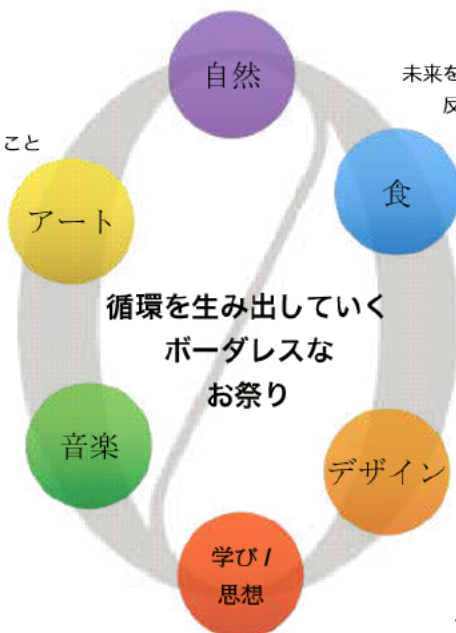 自然
未来を
反
こと
食
アート
循環を生み出していく
ボーダレスな
お祭り
音楽
デザイン
学び /
思想